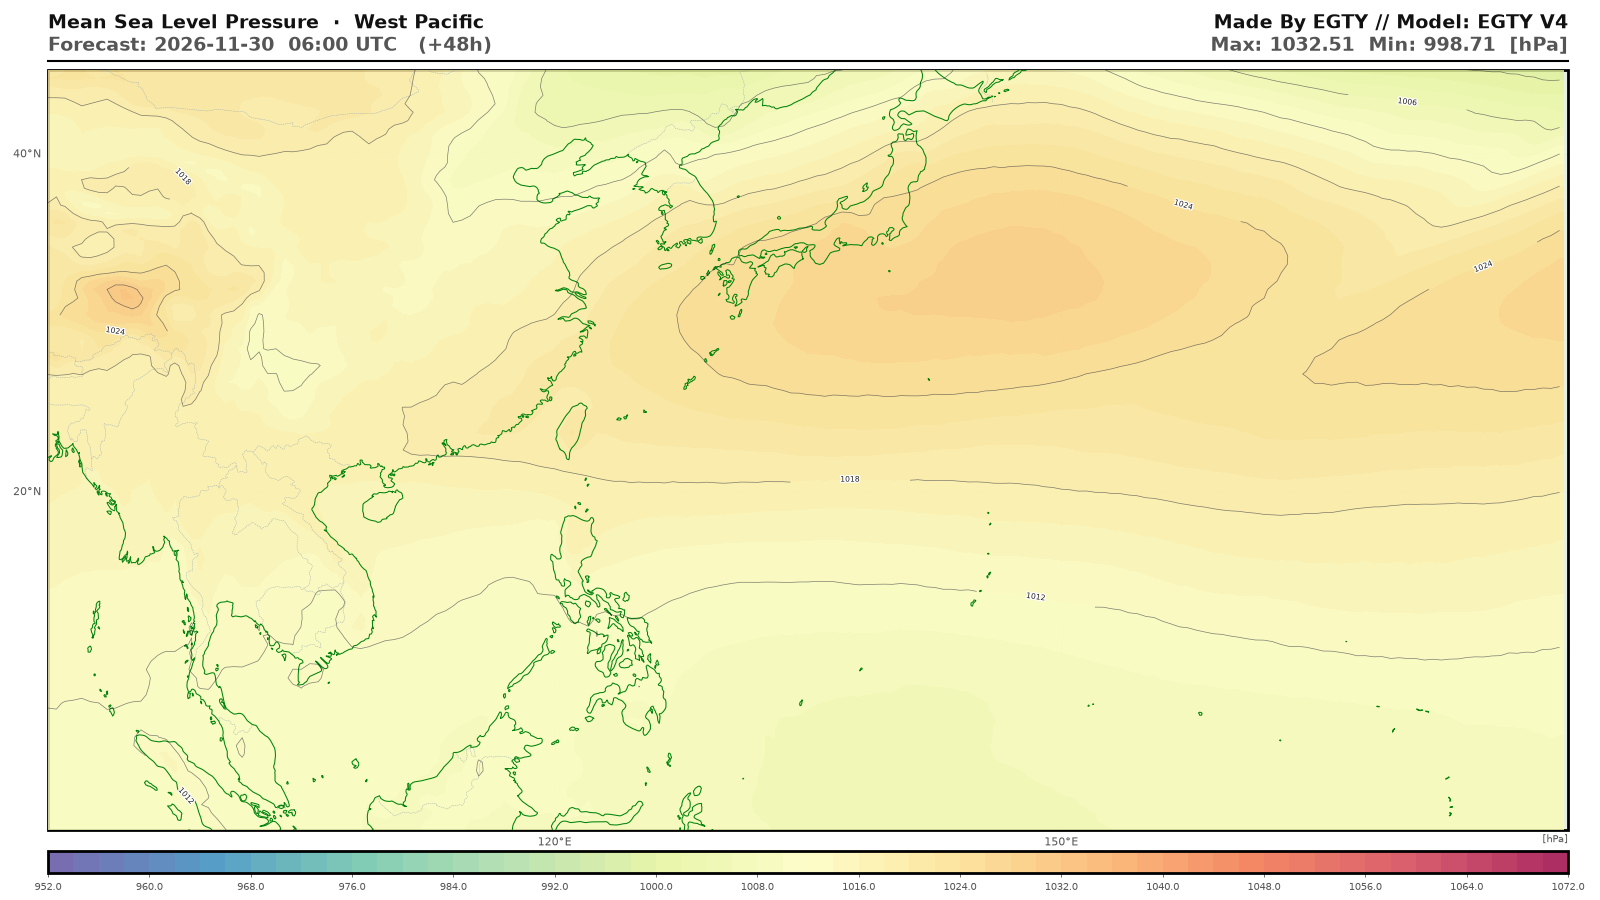 Mean Sea Level Pressure · West Pacific
Made By EGTY // Model: EGTY V4
Forecast: 2026-11-30 06:00 UTC (+48h)
Max: 1032.51 Min: 998.71 [hPa]
1006
40°N
1018
1024
1024
1024
1018
20°N
1012
1012
120°E
150°E
[hPa]
952.0
960.0
968.0
976.0
984.0
992.0
1000.0
1008.0
1016.0
1024.0
1032.0
1040.0
1048.0
1056.0
1064.0
1072.0